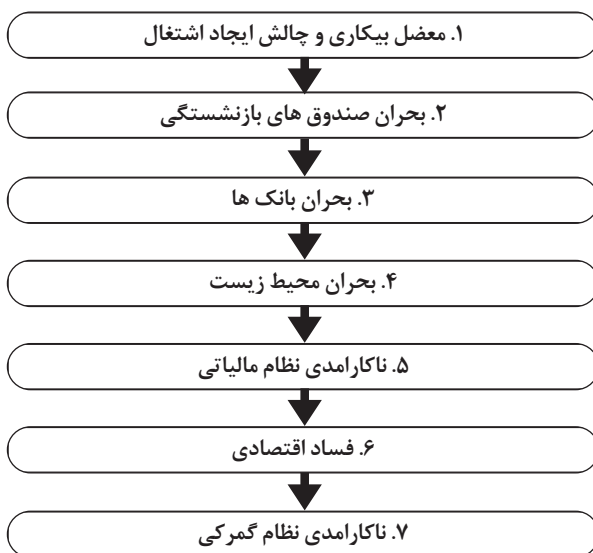 ۱. معضل بیکاری و چالش ایجاد اشتغال
۲. بحران صندوق های بازنشستگی
۳. بحران بانک ها
۴. بحران محیط زیست
۵. ناکارامدی نظام مالیاتی
۶. فساد اقتصادی
۷. ناکارامدی نظام گمرکی